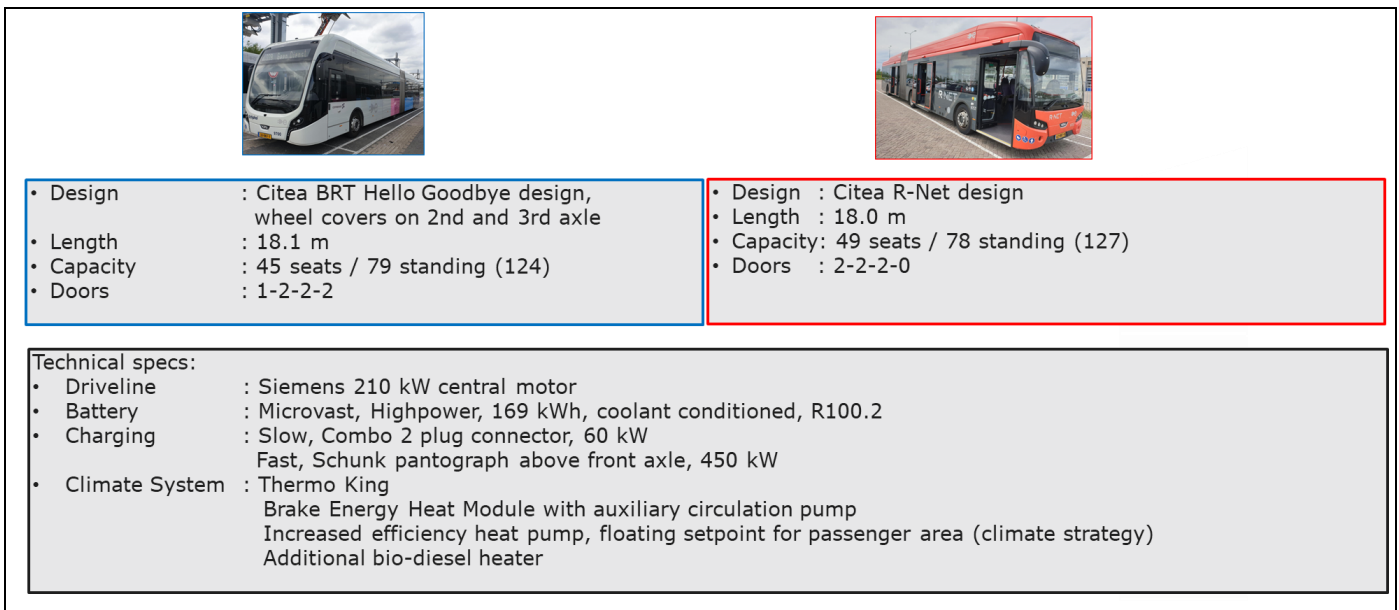 R-NET
R-NET
• Design : Citea BRT Hello Goodbye design,
wheel covers on 2nd and 3rd axle
• Length : 18.1 m
• Capacity : 45 seats / 79 standing (124)
• Doors : 1-2-2-2
• Design : Citea R-Net design
• Length : 18.0 m
• Capacity: 49 seats / 78 standing (127)
• Doors : 2-2-2-0
Technical specs:
• Driveline : Siemens 210 kW central motor
• Battery : Microvast, Highpower, 169 kWh, coolant conditioned, R100.2
• Charging : Slow, Combo 2 plug connector, 60 kW
Fast, Schunk pantograph above front axle, 450 kW
• Climate System : Thermo King
Brake Energy Heat Module with auxiliary circulation pump
Increased efficiency heat pump, floating setpoint for passenger area (climate strategy)
Additional bio-diesel heater